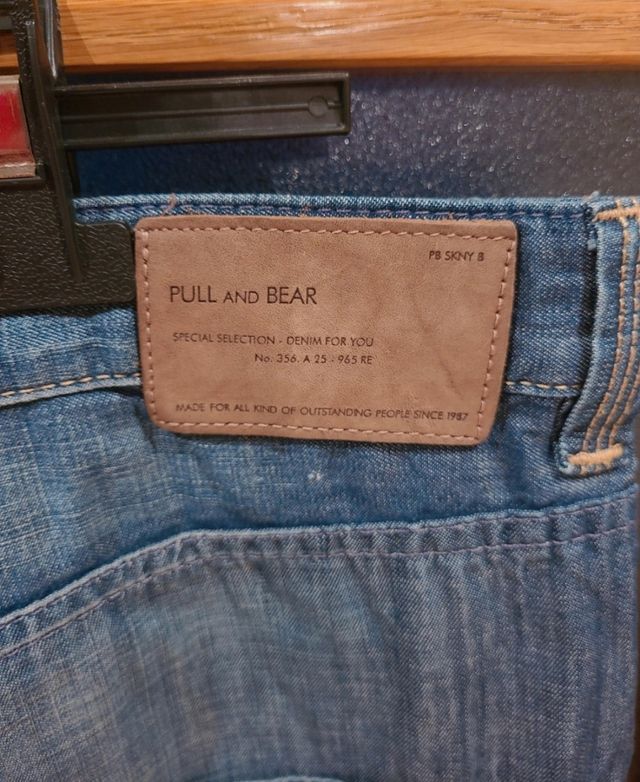 PB SKNY B
PULL AND BEAR
SPECIAL SELECTION - DENIM FOR YOU
No. 356. A 25 - 965 RE
MADE FOR ALL KIND OF OUTSTANDING PEOPLE SINCE 1987